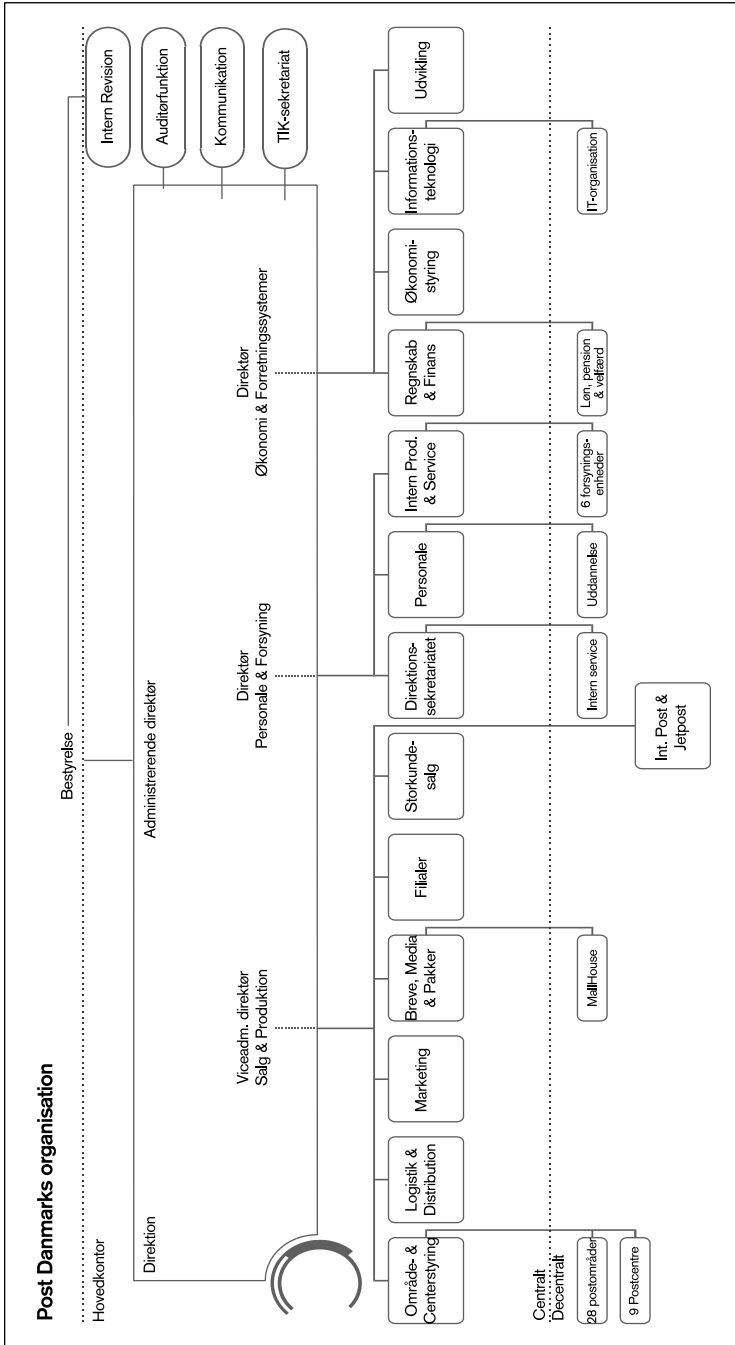 Post Danmarks organisation
Bestyrelse
Hovedkontor
Intern Revision
Auditørfunktion
Kommunikation
TIK-sekretariat
Direktion
Administrerende direktør
Viceadm. direktør
Salg & Produktion
Direktør
Personale & Forsyning
Direktør
Økonomi & Forretningssystemer
Område- &
Centerstyring
Logistik &
Distribution
Marketing
Breve, Media
& Pakker
Filialer
Storkunde-
salg
Direktions-
sekretariatet
Personale
Intern Prod.
& Service
Regnskab
& Finans
Økonomi-
styring
Informations-
teknologi
Udvikling
Centralt
Decentralt
28 postområder
9 Postcentre
MailHouse
Int. Post &
Jetpost
Intern service
Uddannelse
6 forsynings-
enheder
Løn, pension
& velfærd
IT-organisation